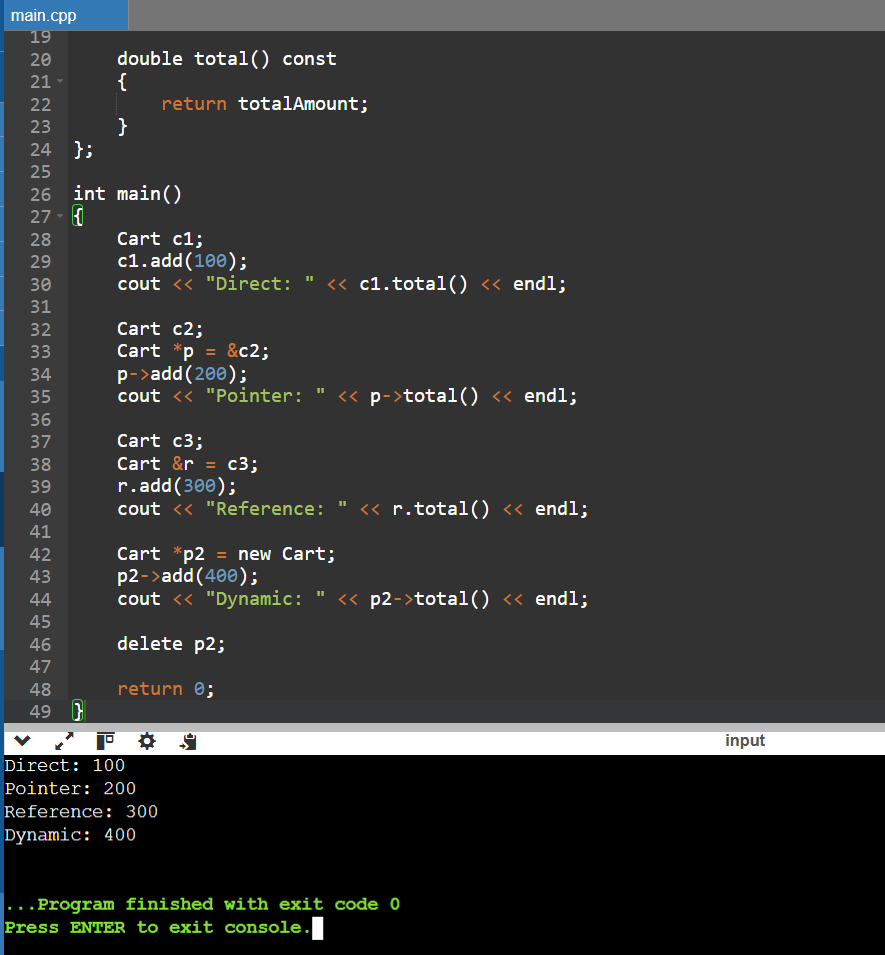 main.cpp
19
20     double total() const
21     {
22         return totalAmount;
23     }
24 };
25
26 int main()
27 {
28     Cart c1;
29     c1.add(100);
30     cout << "Direct: " << c1.total() << endl;
31
32     Cart c2;
33     Cart *p = &c2;
34     p->add(200);
35     cout << "Pointer: " << p->total() << endl;
36
37     Cart c3;
38     Cart &r = c3;
39     r.add(300);
40     cout << "Reference: " << r.total() << endl;
41
42     Cart *p2 = new Cart;
43     p2->add(400);
44     cout << "Dynamic: " << p2->total() << endl;
45
46     delete p2;
47
48     return 0;
49 }
input
Direct: 100
Pointer: 200
Reference: 300
Dynamic: 400
...Program finished with exit code 0
Press ENTER to exit console.